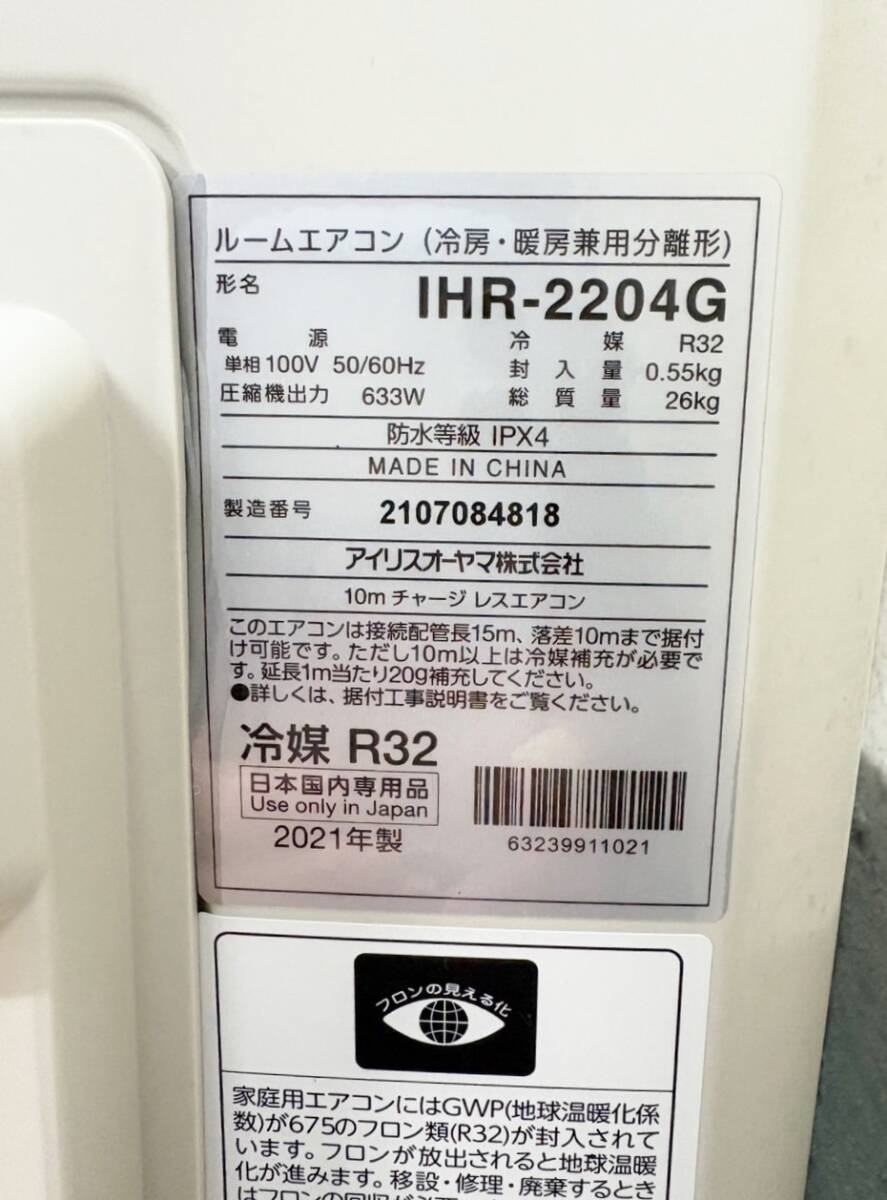 ルームエアコン（冷房・暖房兼用分離形）
形名 IHR-2204G
電源 冷媒 R32
単相100V 50/60Hz 封入量 0.55kg
圧縮機出力 633W 総質量 26kg
防水等級 IPX4
MADE IN CHINA
製造番号 2107084818
アイリスオーヤマ株式会社
10m チャージ レスエアコン
このエアコンは接続配管長15m、落差10mまで据付
け可能です。ただし10m以上は冷媒補充が必要で
す。延長1m当たり20g補充してください。
●詳しくは、据付工事説明書をご覧ください。
冷媒 R32
日本国内専用品
Use only in Japan
2021年製
63239911021
フロンの見える化
家庭用エアコンにはGWP(地球温暖化係
数)が675のフロン類(R32)が封入されて
います。フロンが放出されると地球温暖
化が進みます。移設・修理・廃棄するとき
はフロンの回収が必要